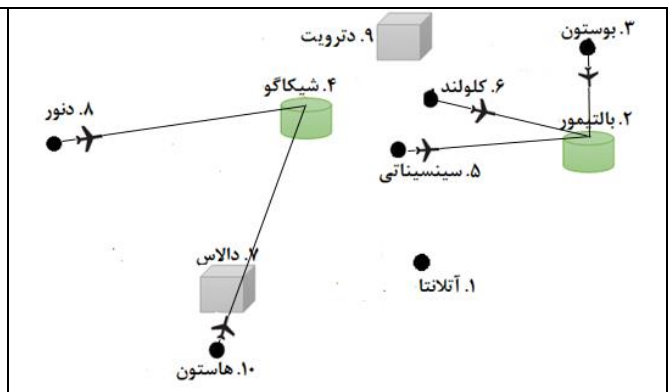 ۳. بوستون
۹. دترویت
۶. کلولند
۴. شیکاگو
۸. دنور
۲. بالتیمور
۵. سینسیناتی
۷. دالاس
۱. آتلانتا
۱۰. هاستون